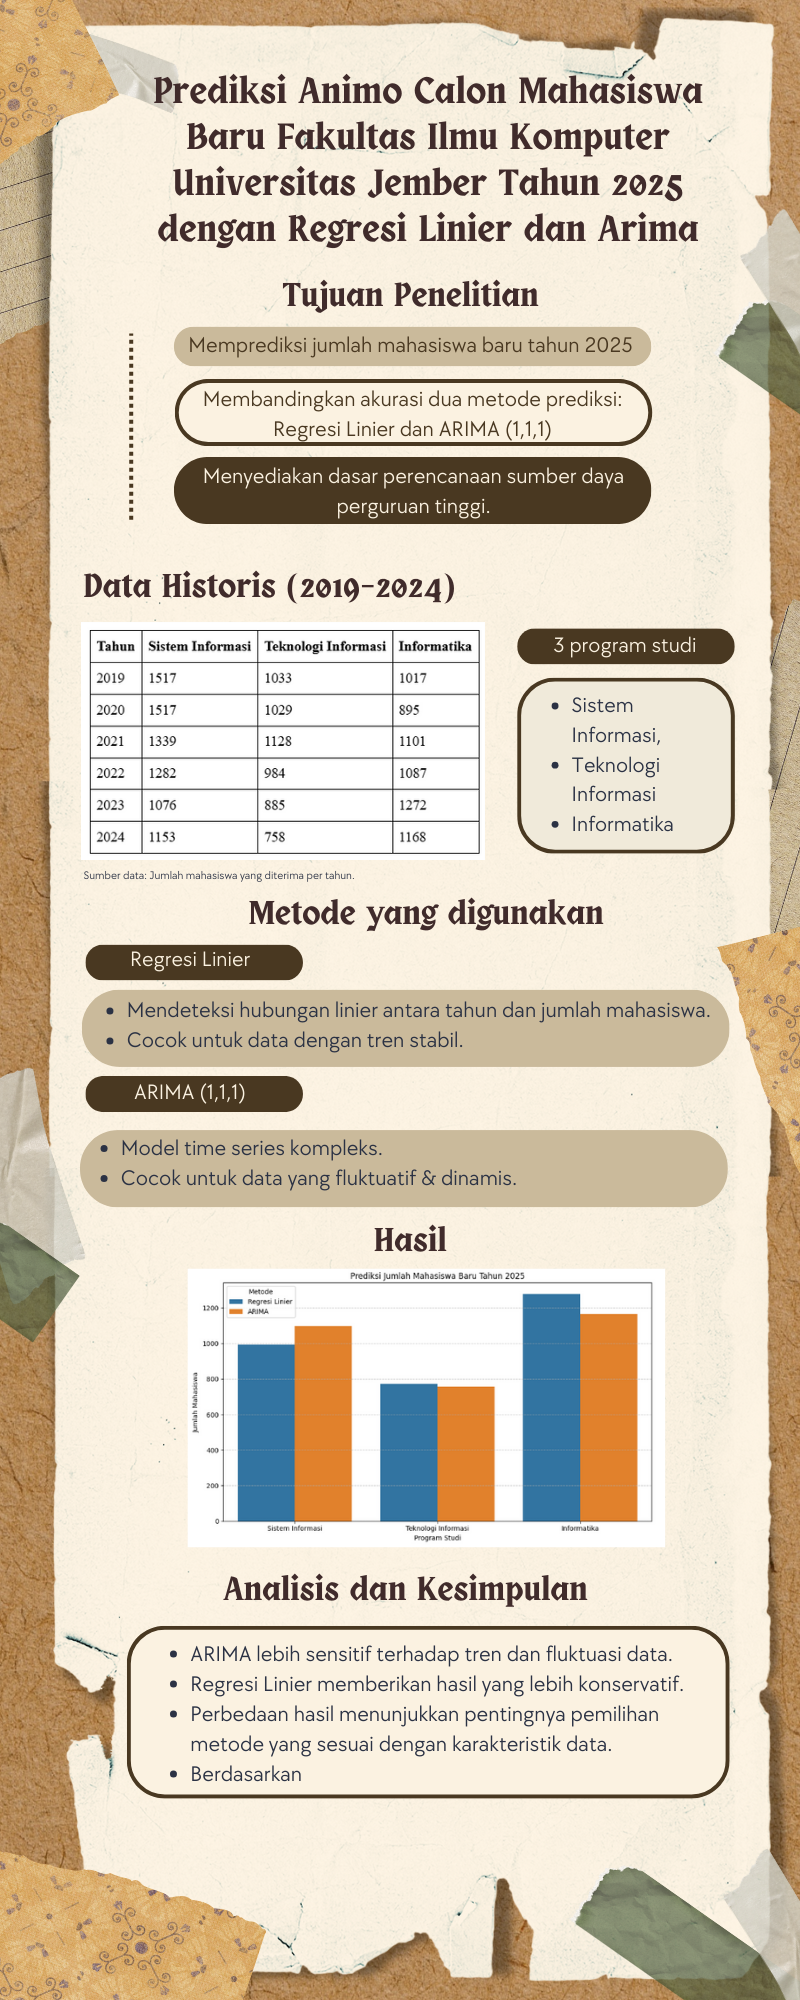 Prediksi Animo Calon Mahasiswa
Baru Fakultas Ilmu Komputer
Universitas Jember Tahun 2025
dengan Regresi Linier dan Arima
Tujuan Penelitian
Memprediksi jumlah mahasiswa baru tahun 2025
Membandingkan akurasi dua metode prediksi:
Regresi Linier dan ARIMA (1,1,1)
Menyediakan dasar perencanaan sumber daya
perguruan tinggi.
Data Historis (2019-2024)
Tahun Sistem Informasi Teknologi Informasi Informatika
2019 1517 1033 1017
2020 1517 1029 895
2021 1339 1128 1101
2022 1282 984 1087
2023 1076 885 1272
2024 1153 758 1168
Sumber data: Jumlah mahasiswa yang diterima per tahun.
3 program studi
• Sistem
Informasi,
• Teknologi
Informasi
• Informatika
Metode yang digunakan
Regresi Linier
• Mendeteksi hubungan linier antara tahun dan jumlah mahasiswa.
• Cocok untuk data dengan tren stabil.
ARIMA (1,1,1)
• Model time series kompleks.
• Cocok untuk data yang fluktuatif & dinamis.
Hasil
Prediksi Jumlah Mahasiswa Baru Tahun 2025
Metode
Regresi Linier
ARIMA
Jumlah Mahasiswa
1200
1000
800
600
400
200
0
Sistem Informasi Teknologi Informasi Informatika
Program Studi
Analisis dan Kesimpulan
• ARIMA lebih sensitif terhadap tren dan fluktuasi data.
• Regresi Linier memberikan hasil yang lebih konservatif.
• Perbedaan hasil menunjukkan pentingnya pemilihan
metode yang sesuai dengan karakteristik data.
• Berdasarkan